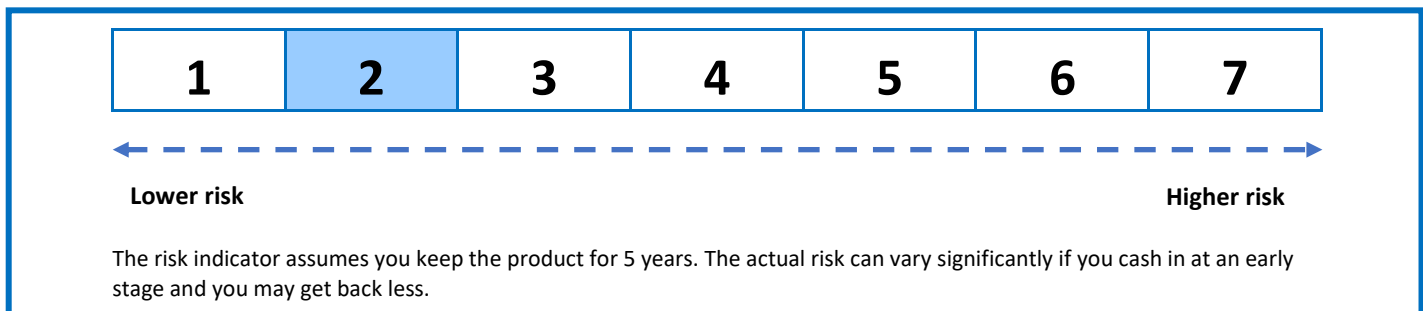 1 2 3 4 5 6 7
Lower risk Higher risk
The risk indicator assumes you keep the product for 5 years. The actual risk can vary significantly if you cash in at an early
stage and you may get back less.